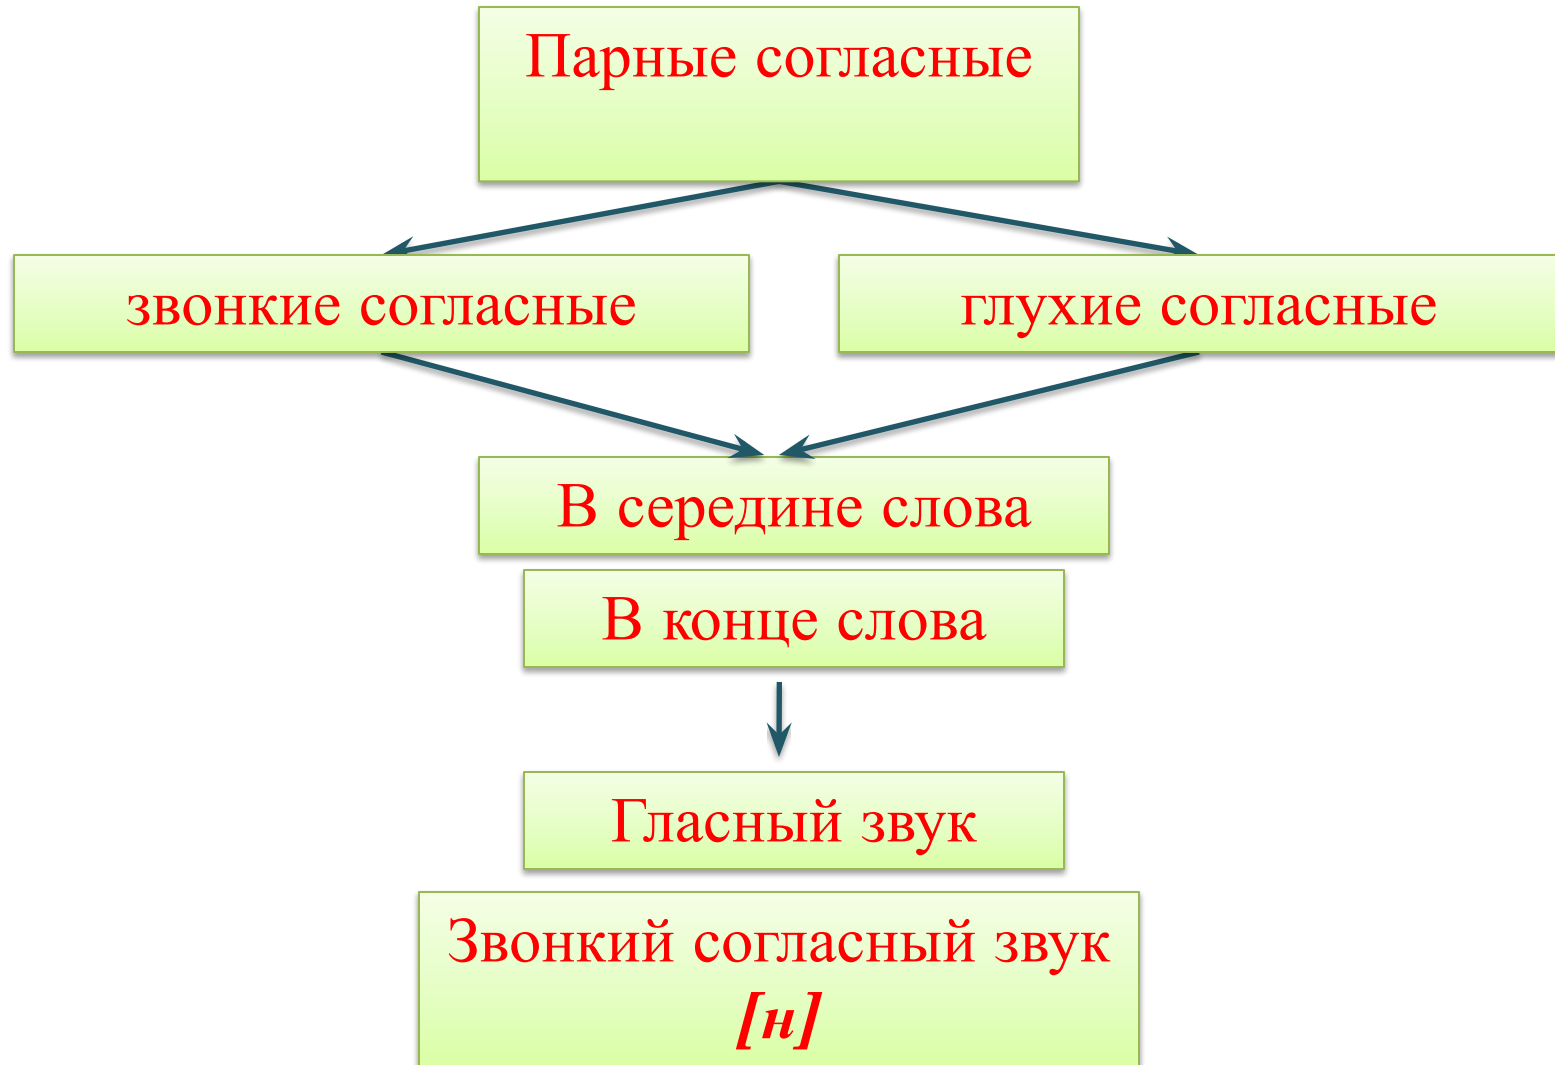 Парные согласные
звонкие согласные
глухие согласные
В середине слова
В конце слова
Гласный звук
Звонкий согласный звук
[н]